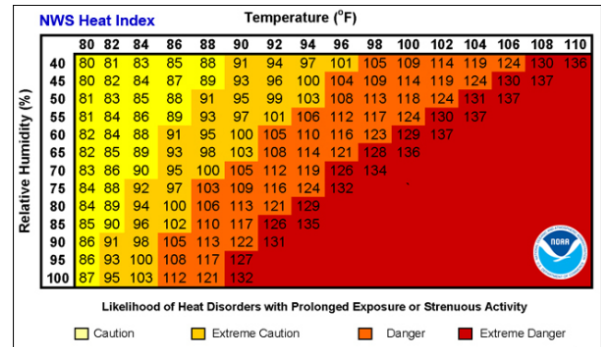 NWS Heat Index Temperature (°F)
80 82 84 86 88 90 92 94 96 98 100 102 104 106 108 110
Relative Humidity (%)
40 80 81 83 85 88 91 94 97 101 105 109 114 119 124 130 136
45 80 82 84 87 89 93 96 100 104 109 114 119 124 130 137
50 81 83 85 88 91 95 99 103 108 113 118 124 131 137
55 81 84 86 89 93 97 101 106 112 117 124 130 137
60 82 84 88 91 95 100 105 110 116 123 129 137
65 82 85 89 93 98 103 108 114 121 128 136
70 83 86 90 95 100 105 112 119 126 134
75 84 88 92 97 103 109 116 124 132
80 84 89 94 100 106 113 121 129
85 85 90 96 102 110 117 126 135
90 86 91 98 105 113 122 131
95 86 93 100 108 117 127
100 87 95 103 112 121 132
NOAA
Likelihood of Heat Disorders with Prolonged Exposure or Strenuous Activity
Caution Extreme Caution Danger Extreme Danger